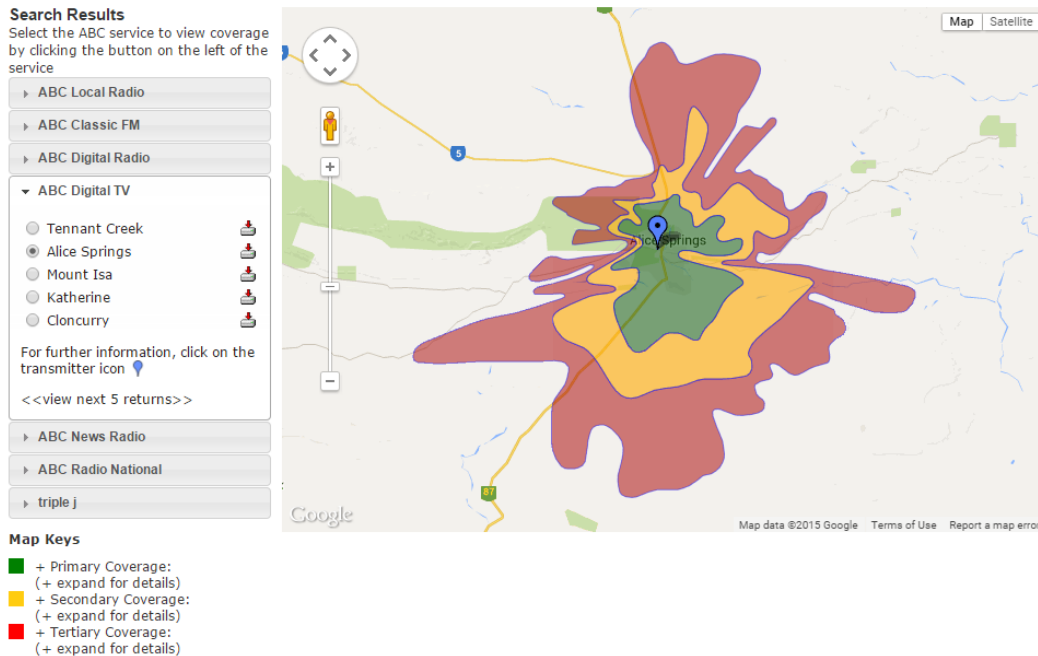 Search Results
Select the ABC service to view coverage
by clicking the button on the left of the
service
ABC Local Radio
ABC Classic FM
ABC Digital Radio
ABC Digital TV
Tennant Creek
Alice Springs
Mount Isa
Katherine
Cloncurry
For further information, click on the
transmitter icon
<<view next 5 returns>>
ABC News Radio
ABC Radio National
triple j
Map Keys
+ Primary Coverage:
(+ expand for details)
+ Secondary Coverage:
(+ expand for details)
+ Tertiary Coverage:
(+ expand for details)
Map Satellite
5
Alice Springs
87
Google
Map data ©2015 Google Terms of Use Report a map error